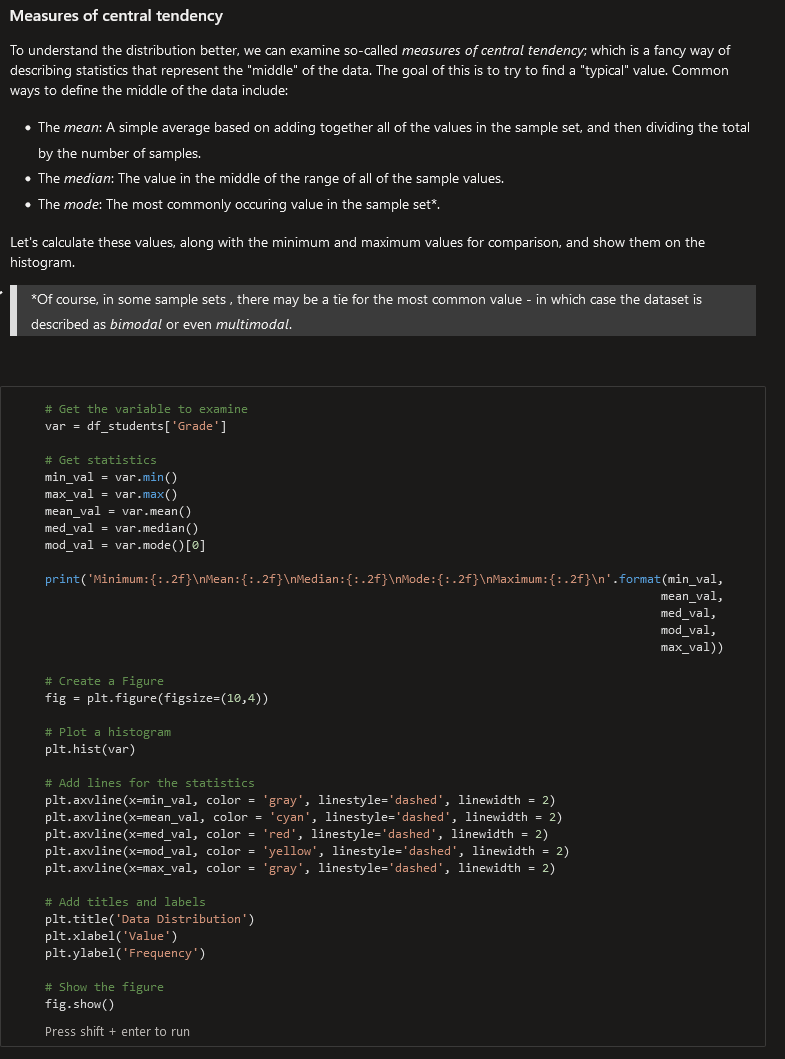 Measures of central tendency
To understand the distribution better, we can examine so-called measures of central tendency; which is a fancy way of
describing statistics that represent the "middle" of the data. The goal of this is to try to find a "typical" value. Common
ways to define the middle of the data include:
• The mean: A simple average based on adding together all of the values in the sample set, and then dividing the total
by the number of samples.
• The median: The value in the middle of the range of all of the sample values.
• The mode: The most commonly occuring value in the sample set*.
Let's calculate these values, along with the minimum and maximum values for comparison, and show them on the
histogram.
*Of course, in some sample sets , there may be a tie for the most common value - in which case the dataset is
described as bimodal or even multimodal.
# Get the variable to examine
var = df_students['Grade']
# Get statistics
min_val = var.min()
max_val = var.max()
mean_val = var.mean()
med_val = var.median()
mod_val = var.mode()[0]
print('Minimum:{:.2f}\nMean:{:.2f}\nMedian:{:.2f}\nMode:{:.2f}\nMaximum:{:.2f}\n'.format(min_val,
mean_val,
med_val,
mod_val,
max_val))
# Create a Figure
fig = plt.figure(figsize=(10,4))
# Plot a histogram
plt.hist(var)
# Add lines for the statistics
plt.axvline(x=min_val, color = 'gray', linestyle='dashed', linewidth = 2)
plt.axvline(x=mean_val, color = 'cyan', linestyle='dashed', linewidth = 2)
plt.axvline(x=med_val, color = 'red', linestyle='dashed', linewidth = 2)
plt.axvline(x=mod_val, color = 'yellow', linestyle='dashed', linewidth = 2)
plt.axvline(x=max_val, color = 'gray', linestyle='dashed', linewidth = 2)
# Add titles and labels
plt.title('Data Distribution')
plt.xlabel('Value')
plt.ylabel('Frequency')
# Show the figure
fig.show()
Press shift + enter to run